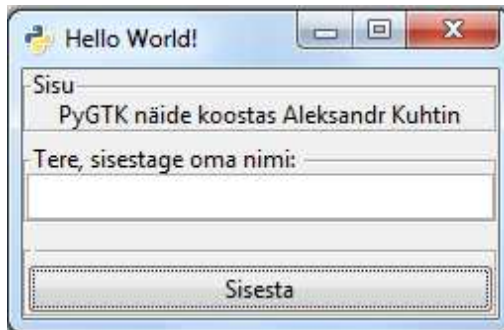 Hello World!
Sisu
PyGTK näide koostas Aleksandr Kuhtin
Tere, sisestage oma nimi:
Sisesta